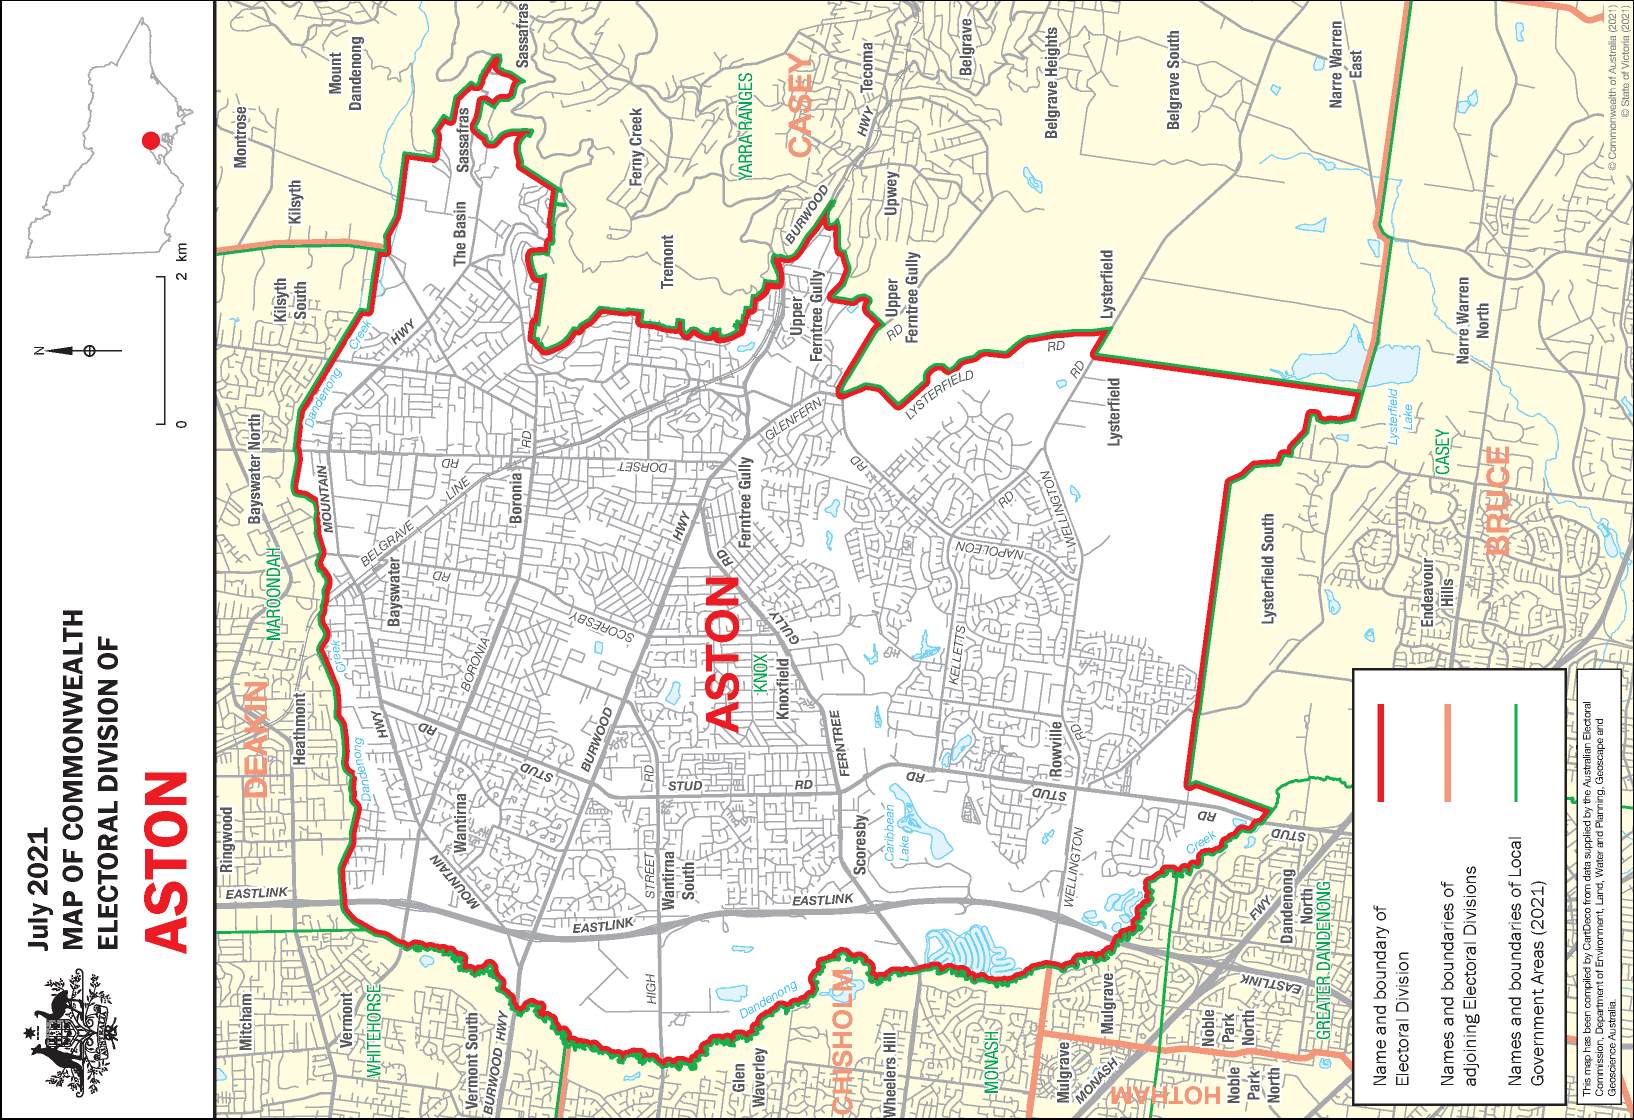 July 2021
MAP OF COMMONWEALTH
ELECTORAL DIVISION OF
ASTON
N
0
2 km
Mitcham
EASTLINK
Ringwood
DEAKIN
Heathmont
MAROONDAH
Bayswater North
Kilsyth
South
Kilsyth
Montrose
Mount
Dandenong
Sassafras
Vermont
WHITEHORSE
Dandenong
Creek
Dandenong
Creek
HWY
MOUNTAIN
HWY
The Basin
Sassafras
Ferny Creek
YARRA RANGES
CASEY
Tecoma
Belgrave
Belgrave Heights
Belgrave South
Narre Warren
East
Bayswater
BELGRAVE
LINE
RD
RD
RD
RD
BORONIA
Boronia
DORSET
SCORESBY
Tremont
BURWOOD
HWY
Upwey
Upper
Ferntree Gully
Upper
Ferntree Gully
RD
Vermont South
BURWOOD HWY
MOUNTAIN
Wantirna
STUD
BURWOOD
HWY
EASTLINK
HIGH
STREET
RD
Wantirna
South
STUD
RD
ASTON
KNOX
Knoxfield
Ferntree Gully
RD
GULLY
FERNTREE
GLENFERN
RD
LYSTERFIELD
RD
RD
Lysterfield
Lysterfield
Glen
Waverley
Dandenong
CHISHOLM
EASTLINK
Scoresby
Caribbean
Lake
RD
STUD
KELLETTS
NAPOLEON
RD
WELLINGTON
Rowville
RD
WELLINGTON
Wheelers Hill
MONASH
Mulgrave
Mulgrave
MONASH
FWY
HOTHAM
Noble
Park
North
Noble
Park
North
EASTLINK
GREATER DANDENONG
Dandenong
North
Creek
RD
STUD
Lysterfield South
Lysterfield
Lake
CASEY
BRUCE
Endeavour
Hills
Narre Warren
North
Name and boundary of
Electoral Division
Names and boundaries of
adjoining Electoral Divisions
Names and boundaries of Local
Government Areas (2021)
This map has been compiled by CartDeco from data supplied by the Australian Electoral
Commission, Department of Environment, Land, Water and Planning, Geoscape and
Geoscience Australia.
© Commonwealth of Australia (2021)
© State of Victoria (2021)